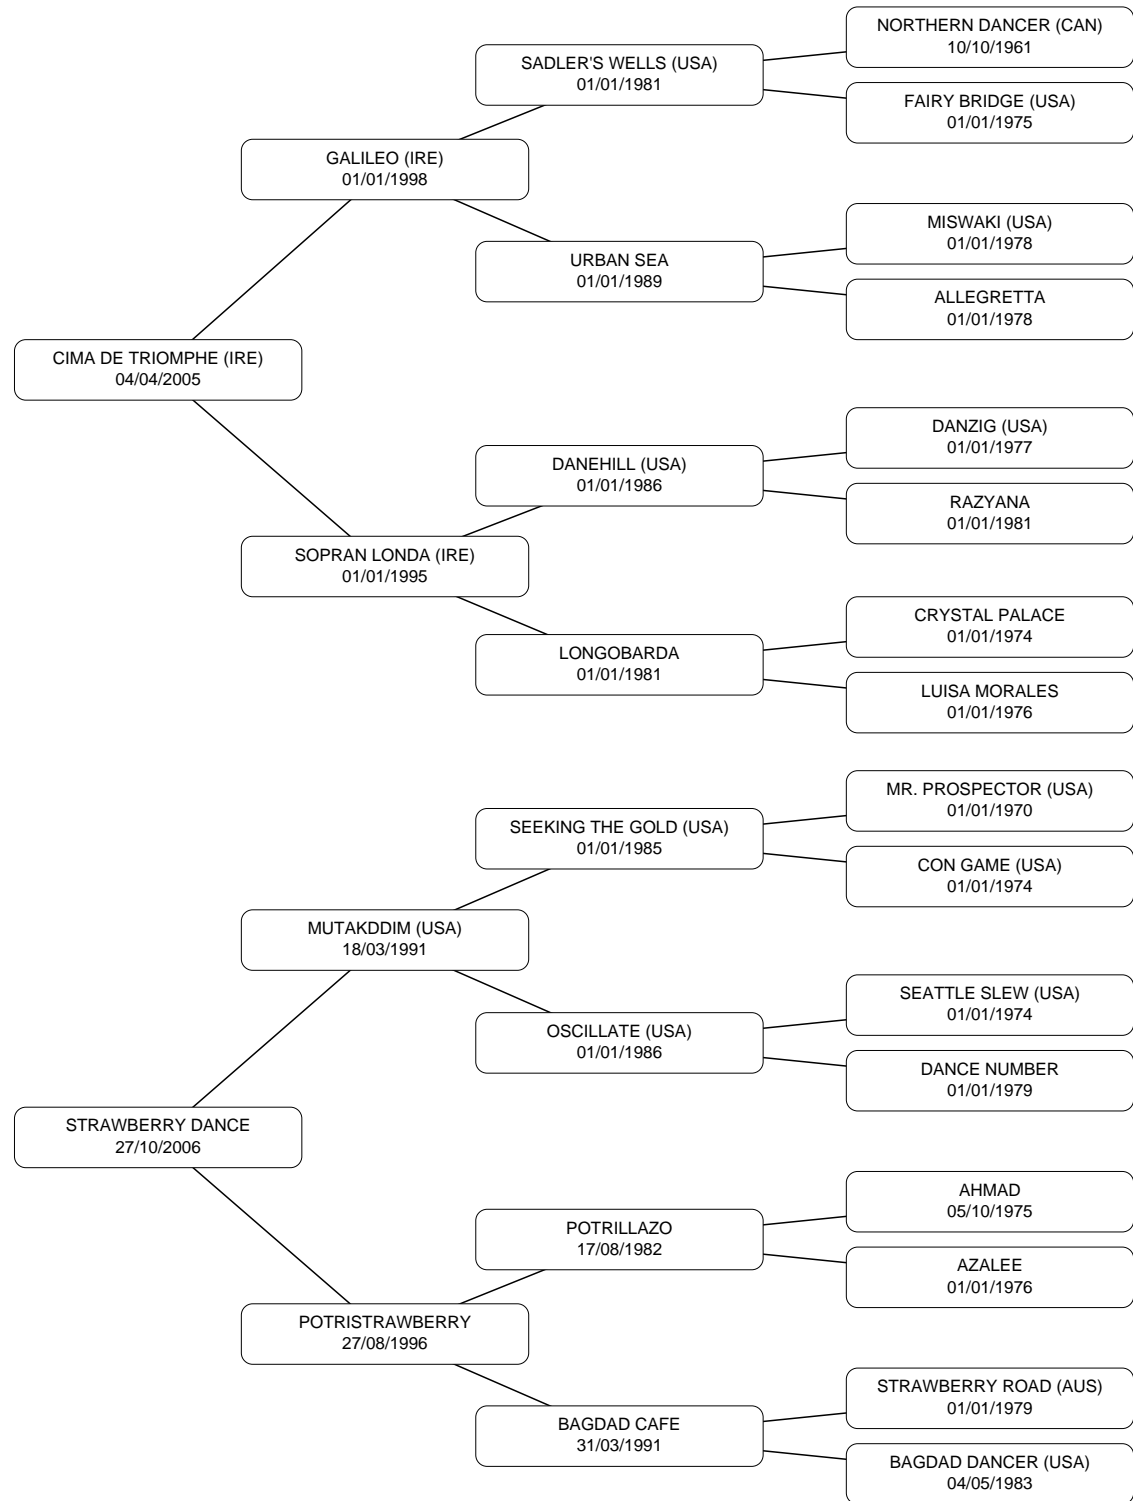 NORTHERN DANCER (CAN)
10/10/1961
SADLER'S WELLS (USA)
01/01/1981
FAIRY BRIDGE (USA)
01/01/1975
GALILEO (IRE)
01/01/1998
MISWAKI (USA)
01/01/1978
URBAN SEA
01/01/1989
ALLEGRETTA
01/01/1978
CIMA DE TRIOMPHE (IRE)
04/04/2005
DANZIG (USA)
01/01/1977
DANEHILL (USA)
01/01/1986
RAZYANA
01/01/1981
SOPRAN LONDA (IRE)
01/01/1995
CRYSTAL PALACE
01/01/1974
LONGOBARDA
01/01/1981
LUISA MORALES
01/01/1976
MR. PROSPECTOR (USA)
01/01/1970
SEEKING THE GOLD (USA)
01/01/1985
CON GAME (USA)
01/01/1974
MUTAKDDIM (USA)
18/03/1991
SEATTLE SLEW (USA)
01/01/1974
OSCILLATE (USA)
01/01/1986
DANCE NUMBER
01/01/1979
STRAWBERRY DANCE
27/10/2006
AHMAD
05/10/1975
POTRILLAZO
17/08/1982
AZALEE
01/01/1976
POTRISTRAWBERRY
27/08/1996
STRAWBERRY ROAD (AUS)
01/01/1979
BAGDAD CAFE
31/03/1991
BAGDAD DANCER (USA)
04/05/1983